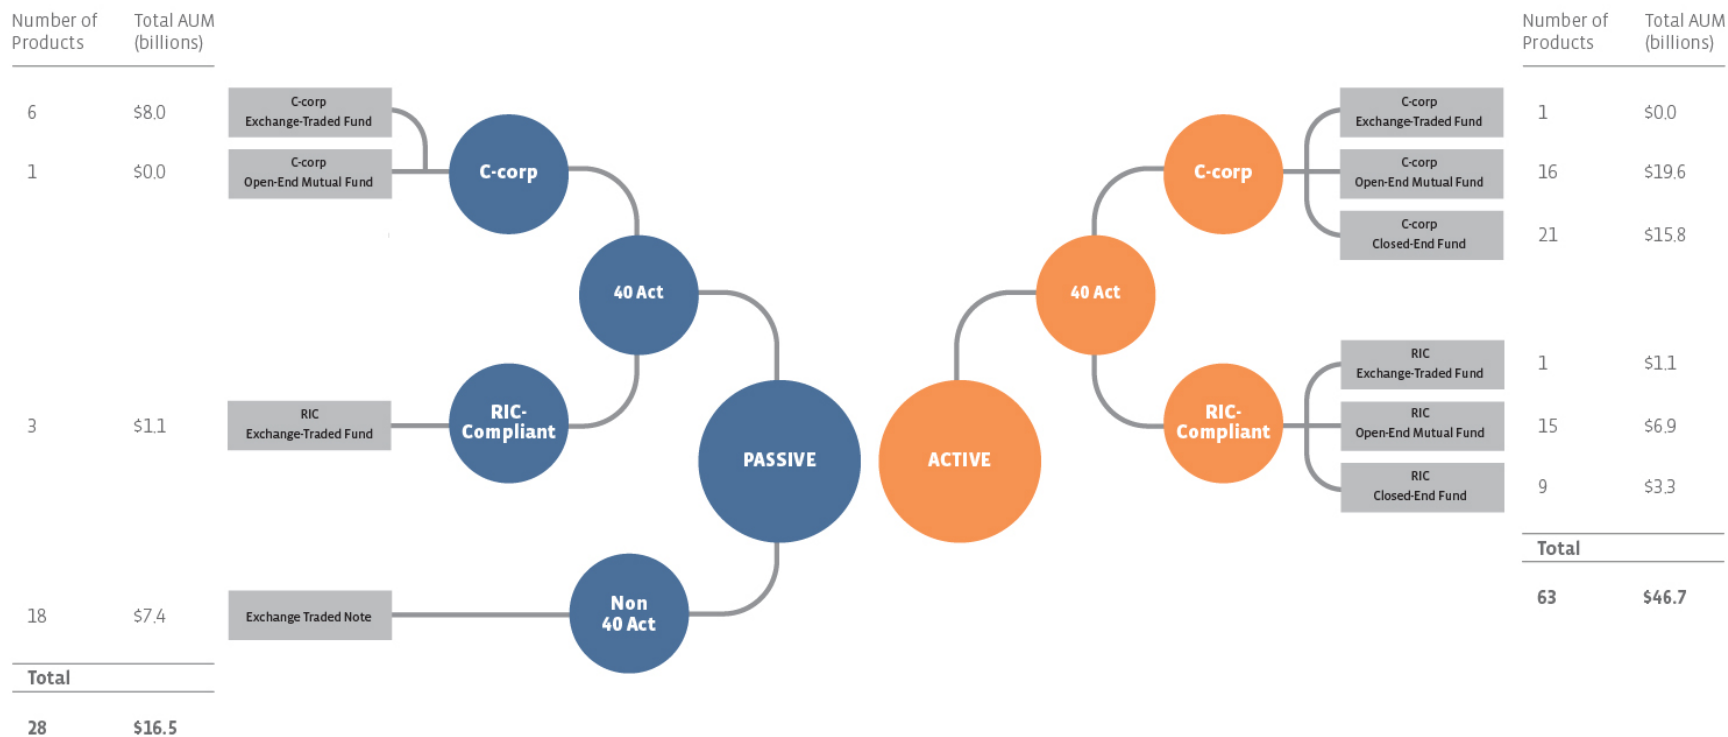 Number of Products
Total AUM (billions)
6 $8.0
C-corp
Exchange-Traded Fund
1 $0.0
C-corp
Open-End Mutual Fund
C-corp
40 Act
3 $1.1
RIC
Exchange-Traded Fund
RIC-
Compliant
PASSIVE
18 $7.4
Exchange Traded Note
Non
40 Act
Total
28 $16.5
Number of Products
Total AUM (billions)
C-corp
C-corp
Exchange-Traded Fund
1 $0.0
C-corp
Open-End Mutual Fund
16 $19.6
C-corp
Closed-End Fund
21 $15.8
40 Act
ACTIVE
RIC-
Compliant
RIC
Exchange-Traded Fund
1 $1.1
RIC
Open-End Mutual Fund
15 $6.9
RIC
Closed-End Fund
9 $3.3
Total
63 $46.7